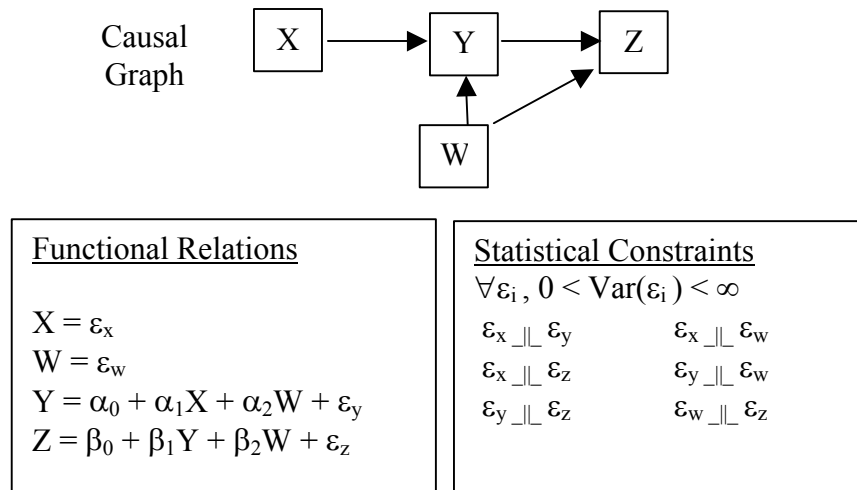 Causal
Graph
X
Y
Z
W
Functional Relations
X = εx
W = εw
Y = α0 + α1X + α2W + εy
Z = β0 + β1Y + β2W + εz
Statistical Constraints
∀εi , 0 < Var(εi ) < ∞
εx _||_ εy εx _||_ εw
εx _||_ εz εy _||_ εw
εy _||_ εz εw _||_ εz